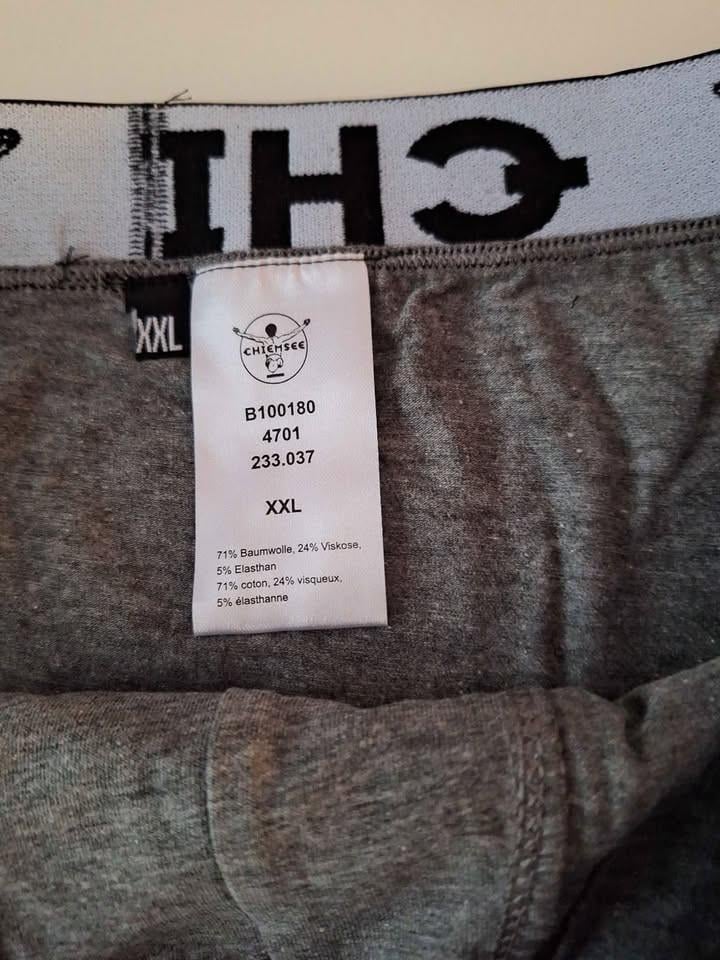 IHC
XXL
CHIEMSEE
B100180
4701
233.037
XXL
71% Baumwolle, 24% Viskose,
5% Elasthan
71% coton, 24% visqueux,
5% élasthanne